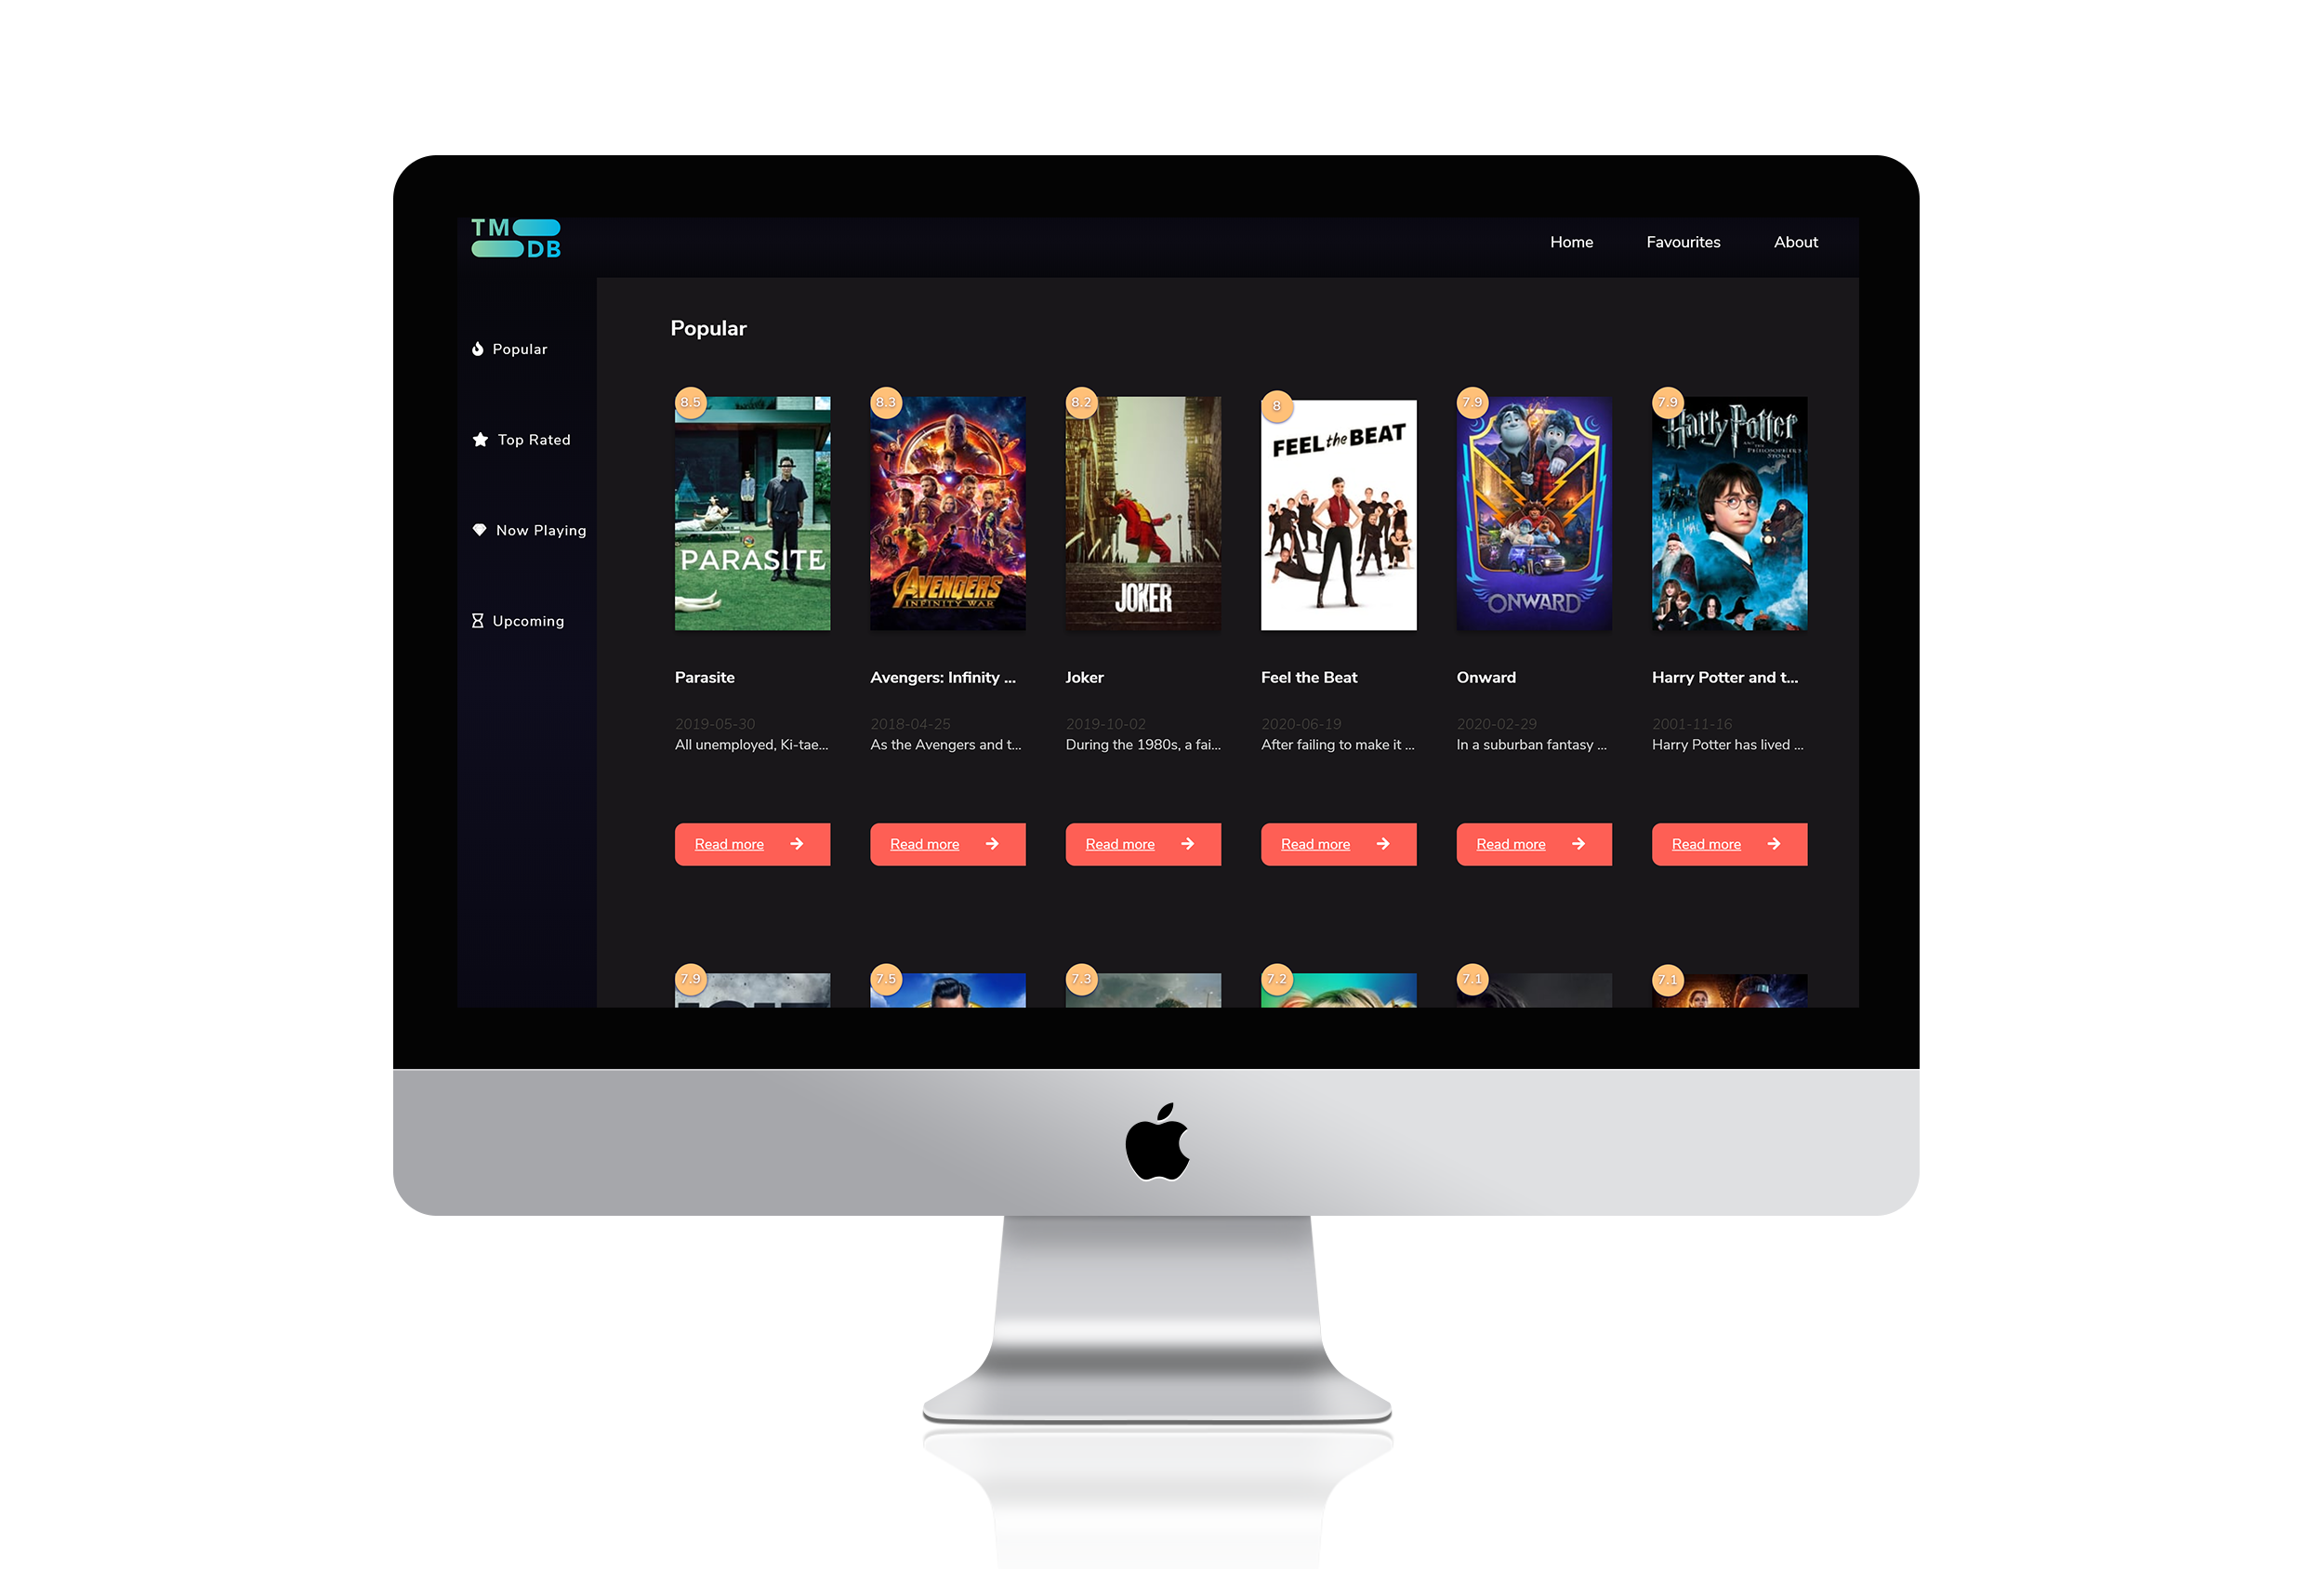 TM
DB
Home Favourites About
Popular
Top Rated
Now Playing
Upcoming
Popular
8.5 8.3 8.2 8 7.9 7.9
PARASITE
AVENGERS
INFINITY WAR
JOKER
FEEL the BEAT
ONWARD
Harry Potter
AND THE
PHILOSOPHER'S
STONE
Parasite Avengers: Infinity ... Joker Feel the Beat Onward Harry Potter and t...
2019-05-30 2018-04-25 2019-10-02 2020-06-19 2020-02-29 2001-11-16
All unemployed, Ki-tae... As the Avengers and t... During the 1980s, a fai... After failing to make it ... In a suburban fantasy ... Harry Potter has lived ...
Read more Read more Read more Read more Read more Read more
7.9 7.5 7.3 7.2 7.1 7.1